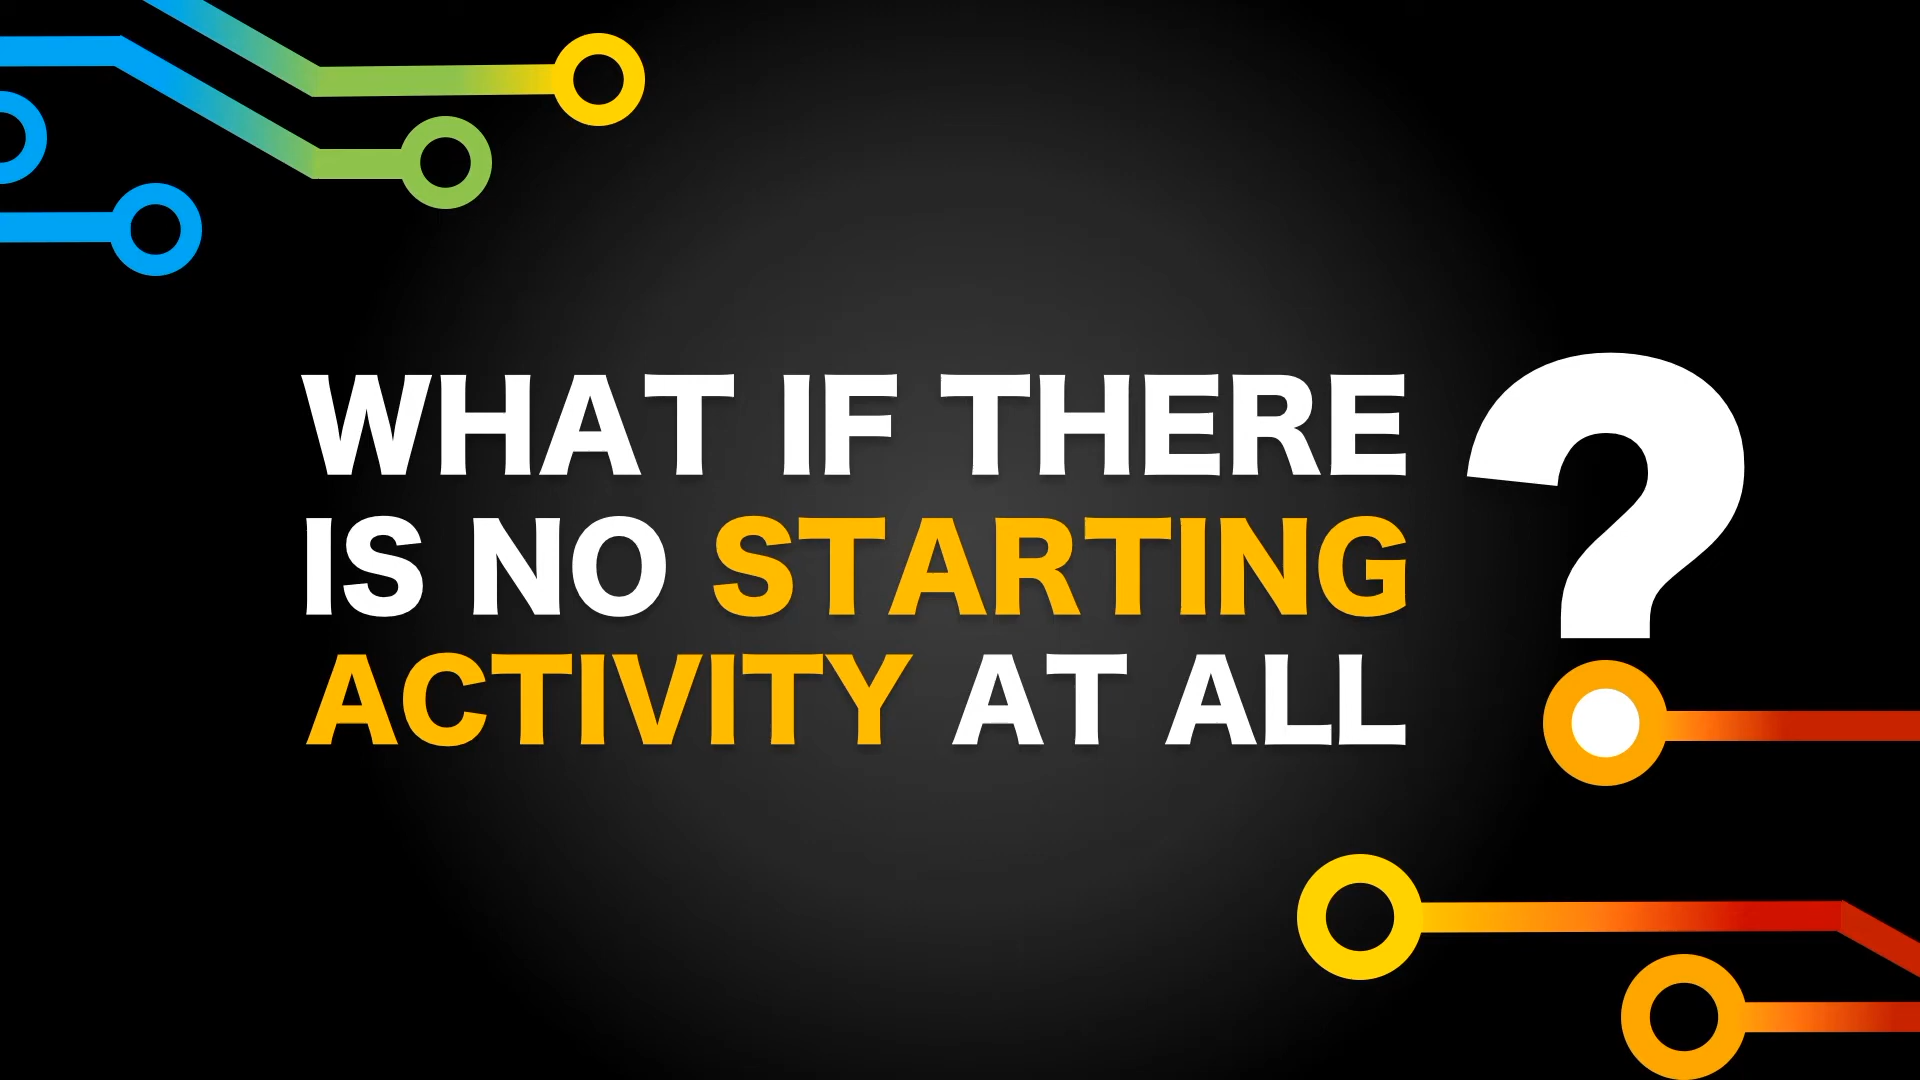 WHAT IF THERE
IS NO STARTING
ACTIVITY AT ALL?